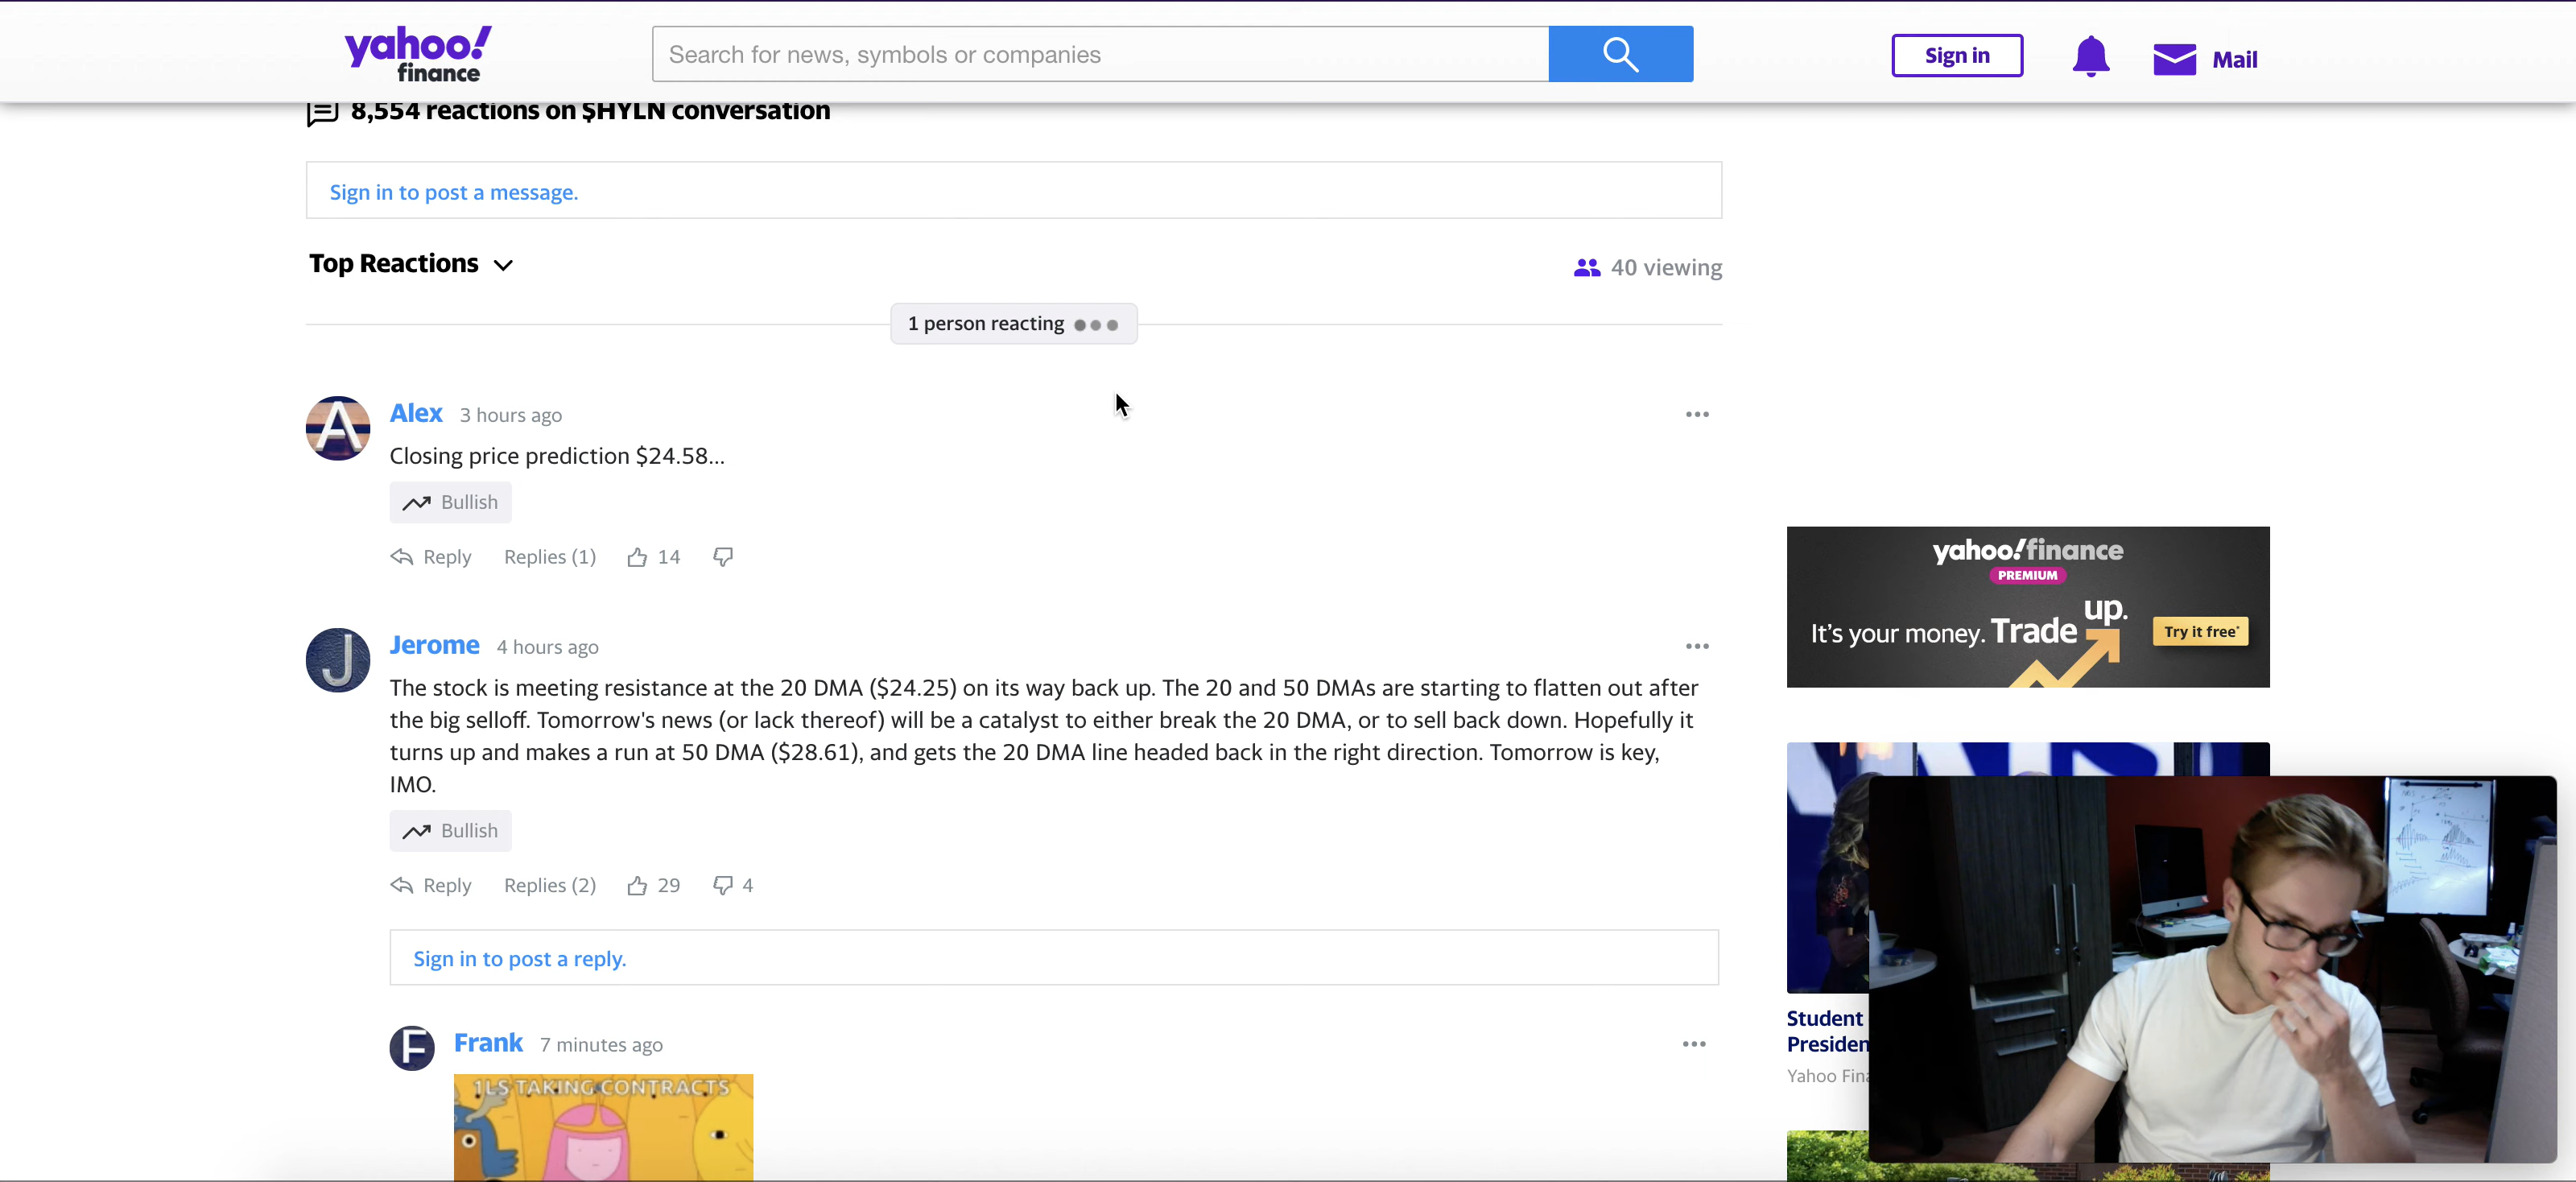 yahoo!
finance
Search for news, symbols or companies
Sign in
Mail
8,554 reactions on $HYLN conversation
Sign in to post a message.
Top Reactions
40 viewing
1 person reacting
Alex 3 hours ago
Closing price prediction $24.58...
Bullish
Reply Replies (1) 14
Jerome 4 hours ago
The stock is meeting resistance at the 20 DMA ($24.25) on its way back up. The 20 and 50 DMAs are starting to flatten out after
the big selloff. Tomorrow's news (or lack thereof) will be a catalyst to either break the 20 DMA, or to sell back down. Hopefully it
turns up and makes a run at 50 DMA ($28.61), and gets the 20 DMA line headed back in the right direction. Tomorrow is key,
IMO.
Bullish
Reply Replies (2) 29 4
Sign in to post a reply.
Frank 7 minutes ago
1LS TAKING CONTRACTS
yahoo!finance
PREMIUM
It's your money. Trade up.
Try it free*
Student
Presiden
Yahoo Fina